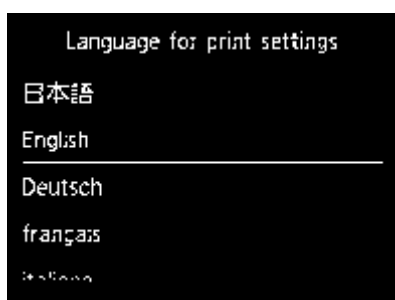 Language for print settings
日本語
English
Deutsch
français